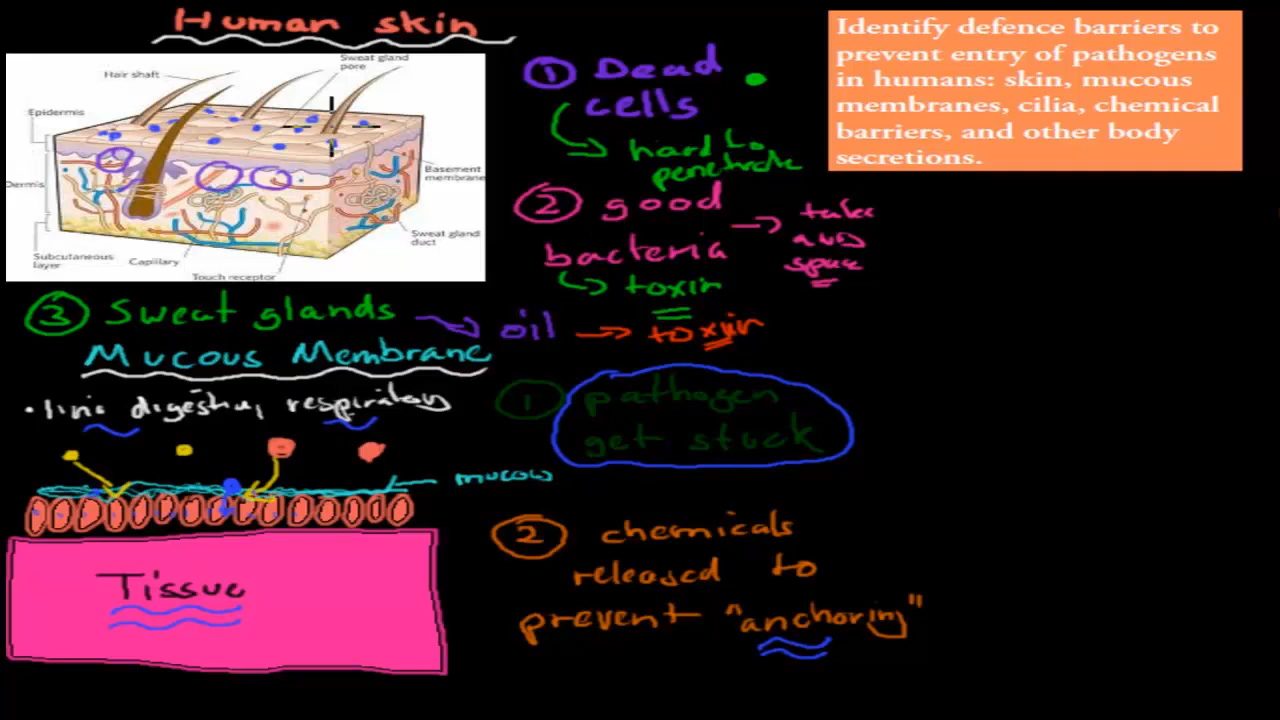 Human skin
Identify defence barriers to
prevent entry of pathogens
in humans: skin, mucous
membranes, cilia, chemical
barriers, and other body
secretions.
Hair shaft
Sweat gland
pore
Epidermis
Dermis
Subcutaneous
layer
Capillary
Touch receptor
Basement
membrane
Sweat gland
duct
1 Dead
cells
hard to
penetrate
2 good
bacteria
toxin
take
space
3 Sweat glands
oil
toxin
Mucous Membrane
digestive, respiratory
mucous
Tissue
1 pathogen
get stuck
2 chemicals
released to
prevent "anchoring"